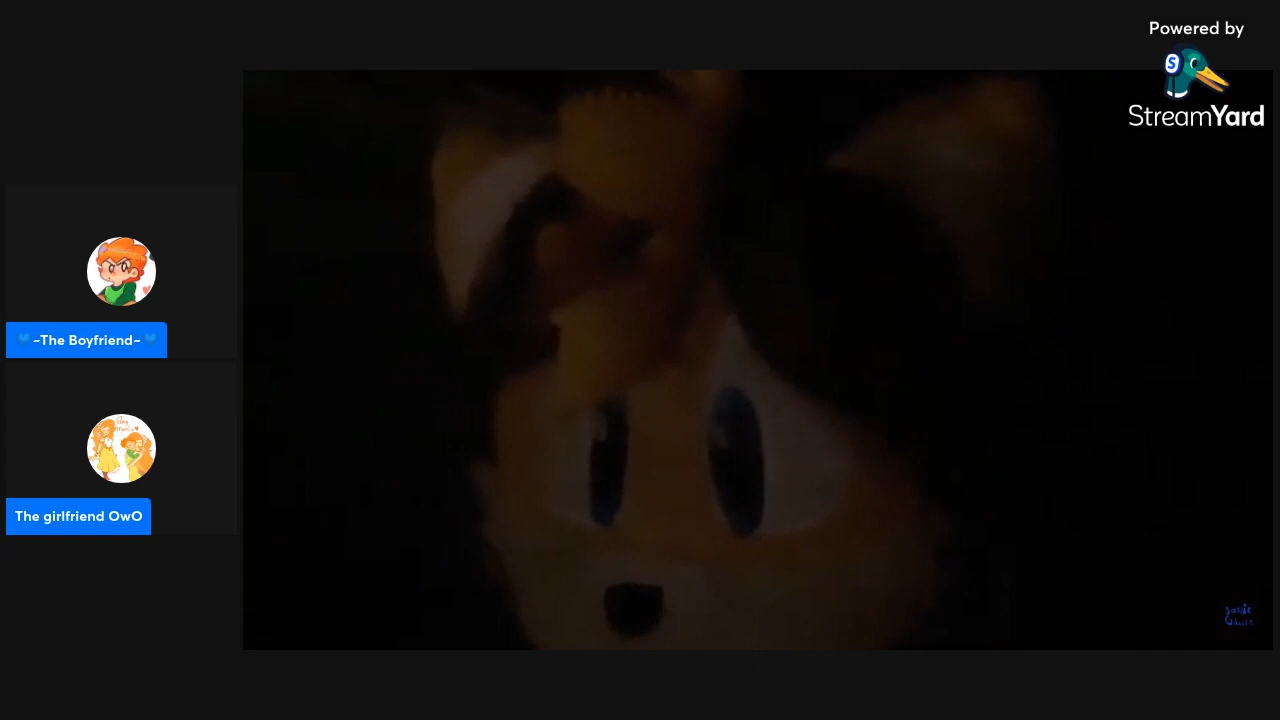 Powered by
StreamYard
💙~The Boyfriend~💙
The girlfriend OwO